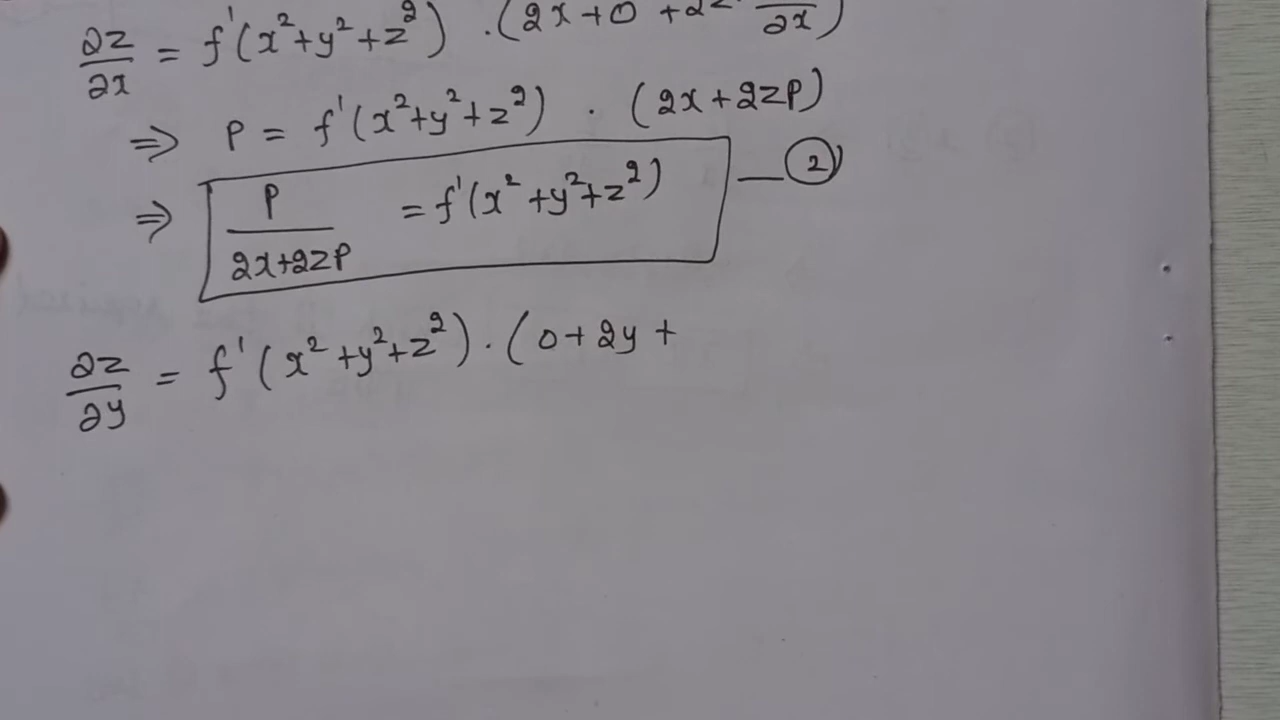 ∂z/∂x = f'(x²+y²+z²) · (2x+0+2z· /∂x)
⇒ P = f'(x²+y²+z²) · (2x+2zP)
⇒ P/(2x+2zP) = f'(x²+y²+z²) — ②
∂z/∂y = f'(x²+y²+z²) · (0+2y+